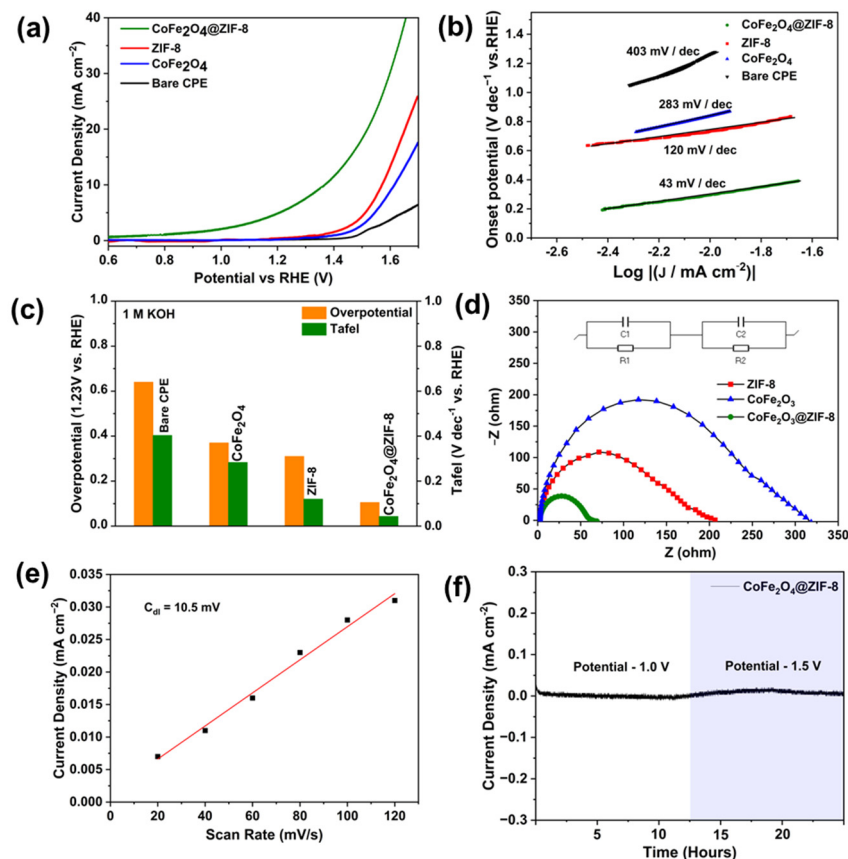 (a)
CoFe₂O₄@ZIF-8
ZIF-8
CoFe₂O₄
Bare CPE
Current Density (mA cm⁻²)
40
30
20
10
0
0.6 0.8 1.0 1.2 1.4 1.6
Potential vs RHE (V)
(b)
CoFe₂O₄@ZIF-8
ZIF-8
CoFe₂O₄
Bare CPE
403 mV / dec
283 mV / dec
120 mV / dec
43 mV / dec
Onset potential (V dec⁻¹ vs.RHE)
1.4
1.2
1.0
0.8
0.6
0.4
0.2
0.0
-2.6 -2.4 -2.2 -2.0 -1.8 -1.6
Log |(J / mA cm⁻²)|
(c)
1 M KOH
Overpotential
Tafel
Overpotential (1.23V vs. RHE)
1.0
0.8
0.6
0.4
0.2
0.0
Bare CPE
CoFe₂O₄
ZIF-8
CoFe₂O₄@ZIF-8
1.0
0.8
0.6
0.4
0.2
0.0
Tafel (V dec⁻¹ vs. RHE)
(d)
C1
C2
R1
R2
ZIF-8
CoFe₂O₃
CoFe₂O₃@ZIF-8
-Z (ohm)
-350
300
250
200
150
100
50
0
0 50 100 150 200 250 300 350
Z (ohm)
(e)
C_dl = 10.5 mV
Current Density (mA cm⁻²)
0.035
0.030
0.025
0.020
0.015
0.010
0.005
0.000
20 40 60 80 100 120
Scan Rate (mV/s)
(f)
CoFe₂O₄@ZIF-8
Potential - 1.0 V
Potential - 1.5 V
Current Density (mA cm⁻²)
0.3
0.2
0.1
0.0
−0.1
−0.2
−0.3
5 10 15 20
Time (Hours)